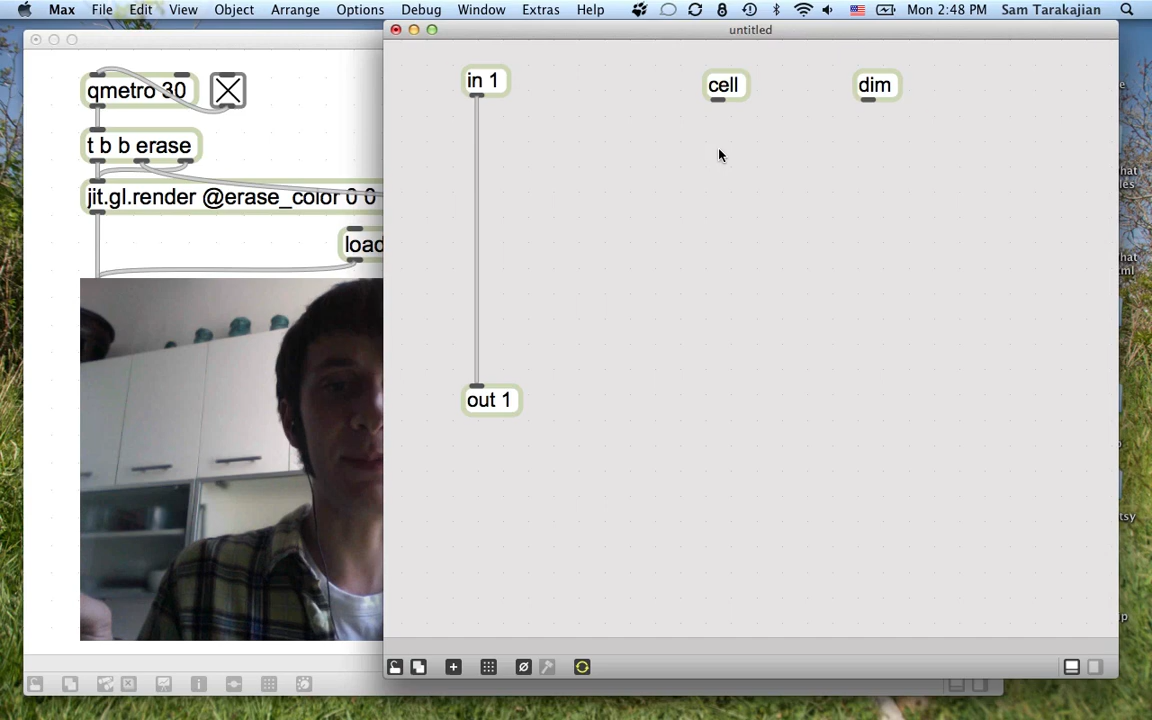 Max File Edit View Object Arrange Options Debug Window Extras Help Mon 2:48 PM Sam Tarakajian
untitled
qmetro 30
t b b erase
jit.gl.render @erase_color 0 0
load
in 1
cell
dim
out 1